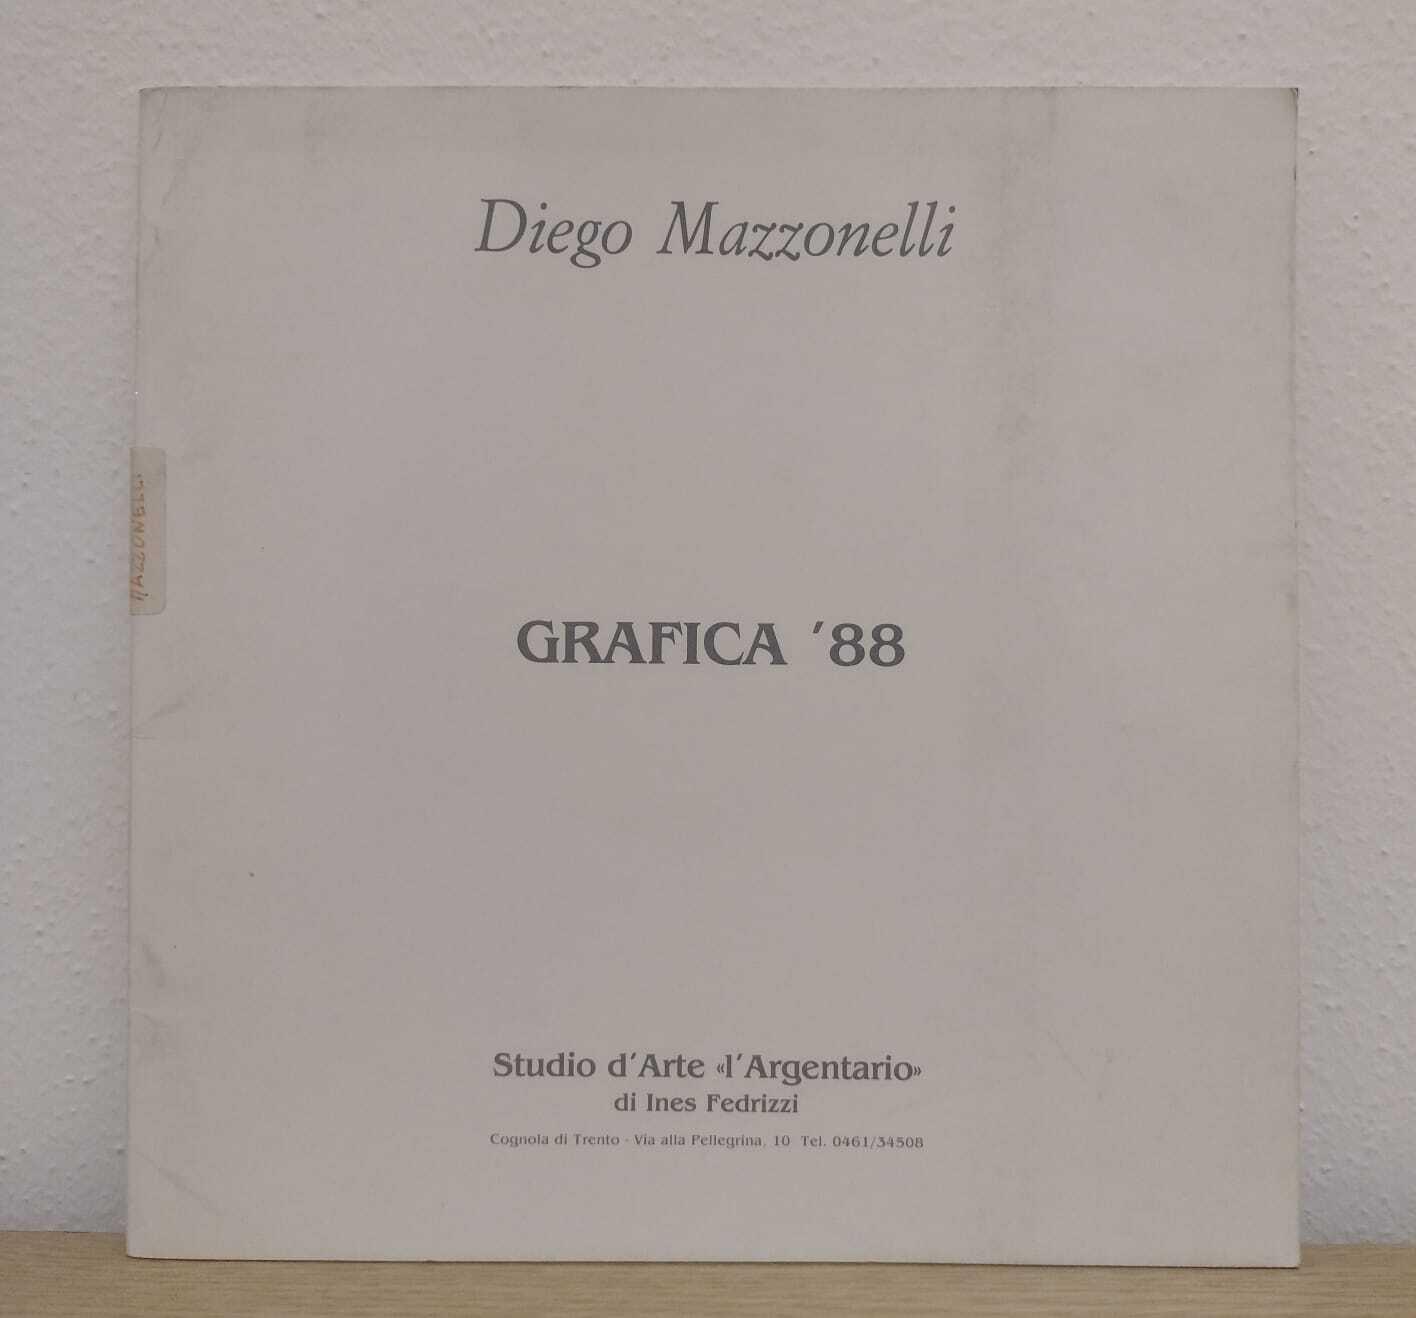 Diego Mazzonelli
MAZZONELLI
GRAFICA '88
Studio d'Arte «l'Argentario»
di Ines Fedrizzi
Cognola di Trento - Via alla Pellegrina, 10 Tel. 0461/34508